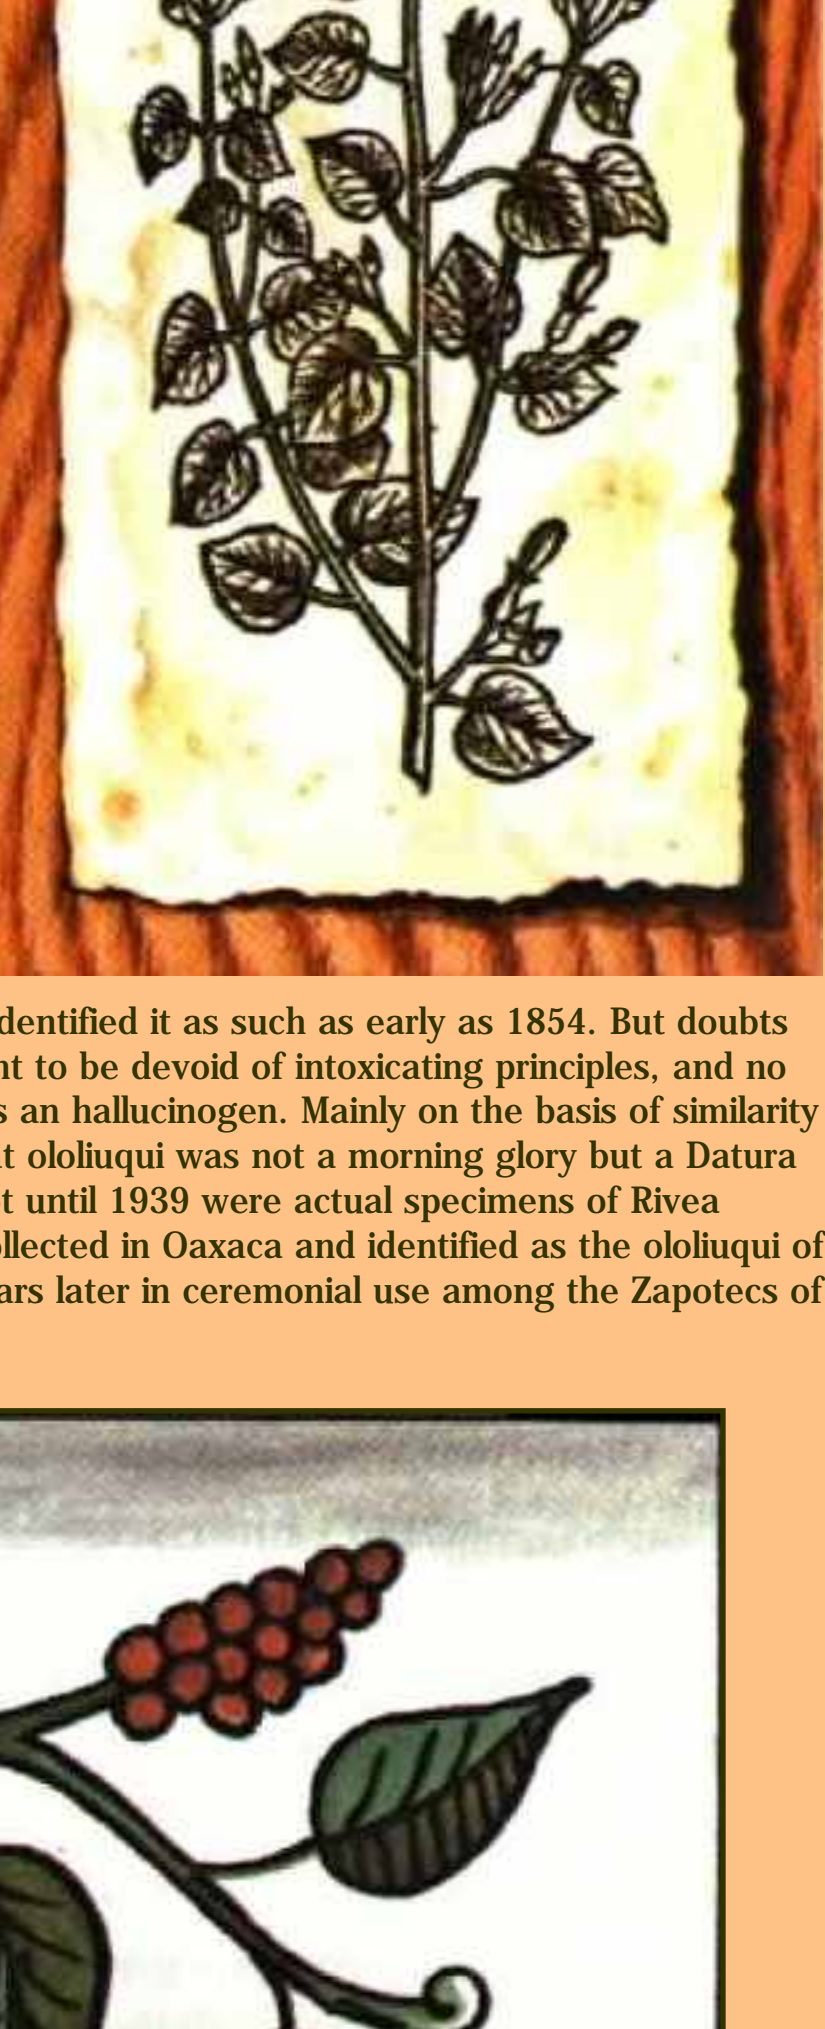 dentified it as such as early as 1854. But doubts
nt to be devoid of intoxicating principles, and no
s an hallucinogen. Mainly on the basis of similarity
t ololiuqui was not a morning glory but a Datura
t until 1939 were actual specimens of Rivea
ollected in Oaxaca and identified as the ololiuqui of
ars later in ceremonial use among the Zapotecs of